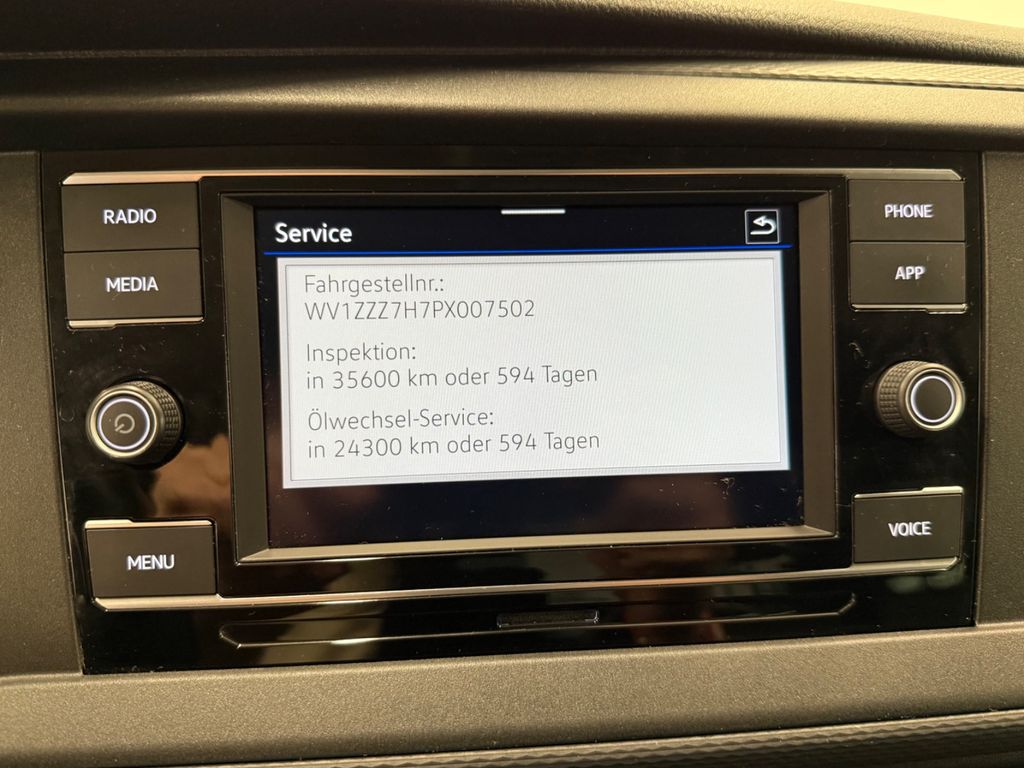 RADIO
MEDIA
MENU
Service
Fahrgestellnr.:
WV1ZZZ7H7PX007502
Inspektion:
in 35600 km oder 594 Tagen
Ölwechsel-Service:
in 24300 km oder 594 Tagen
PHONE
APP
VOICE